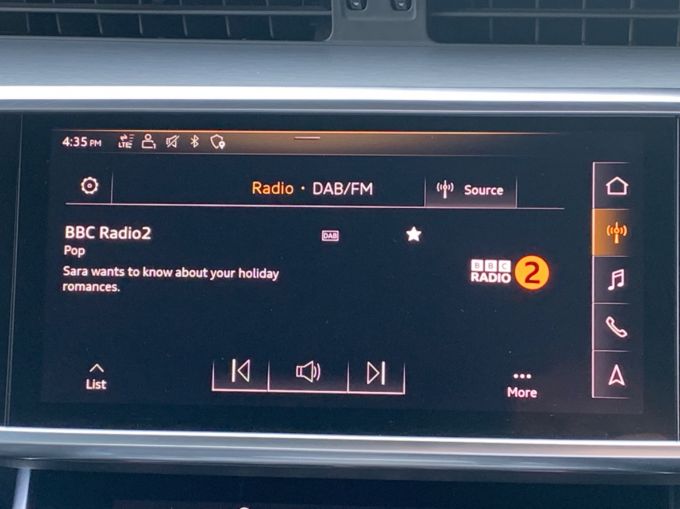 4:35 PM LTE 1
Radio • DAB/FM
Source
BBC Radio2
DAB
Pop
Sara wants to know about your holiday
romances.
BBC
RADIO 2
List
More